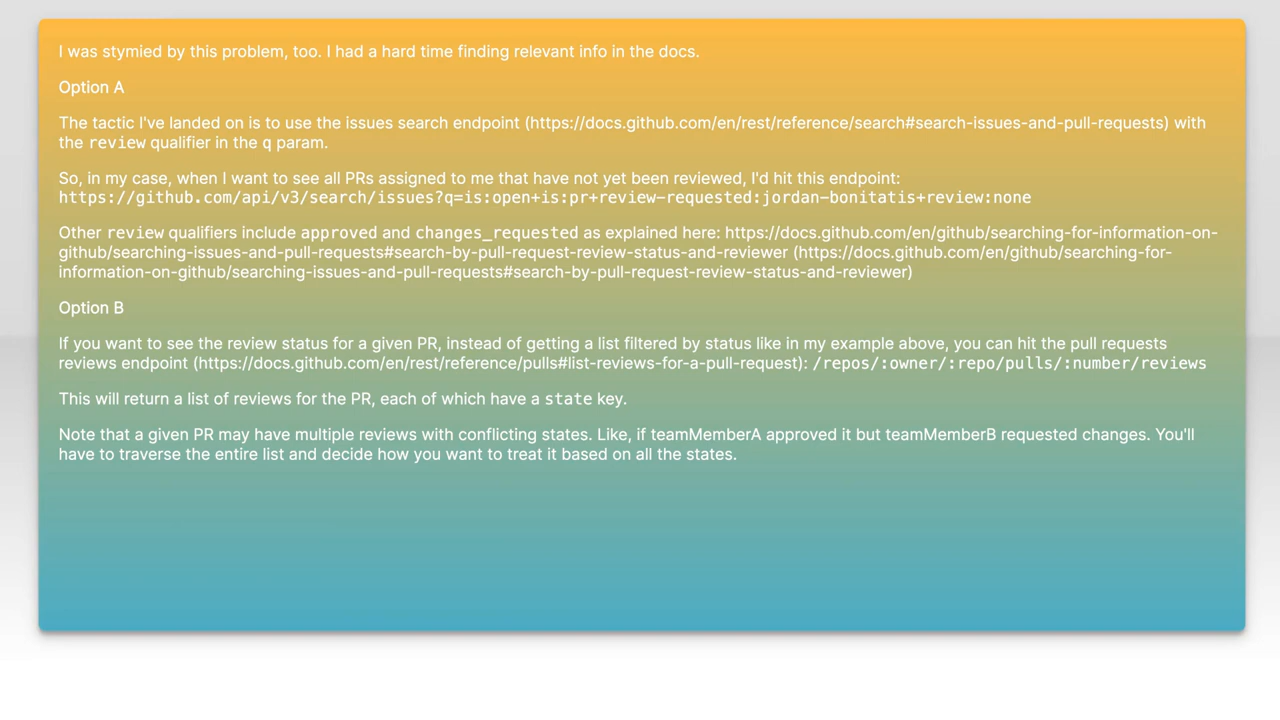 I was stymied by this problem, too. I had a hard time finding relevant info in the docs.
Option A
The tactic I've landed on is to use the issues search endpoint (https://docs.github.com/en/rest/reference/search#search-issues-and-pull-requests) with
the review qualifier in the q param.
So, in my case, when I want to see all PRs assigned to me that have not yet been reviewed, I'd hit this endpoint:
https://github.com/api/v3/search/issues?q=is:open+is:pr+review-requested:jordan-bonitatis+review:none
Other review qualifiers include approved and changes_requested as explained here: https://docs.github.com/en/github/searching-for-information-on-
github/searching-issues-and-pull-requests#search-by-pull-request-review-status-and-reviewer (https://docs.github.com/en/github/searching-for-
information-on-github/searching-issues-and-pull-requests#search-by-pull-request-review-status-and-reviewer)
Option B
If you want to see the review status for a given PR, instead of getting a list filtered by status like in my example above, you can hit the pull requests
reviews endpoint (https://docs.github.com/en/rest/reference/pulls#list-reviews-for-a-pull-request): /repos/:owner/:repo/pulls/:number/reviews
This will return a list of reviews for the PR, each of which have a state key.
Note that a given PR may have multiple reviews with conflicting states. Like, if teamMemberA approved it but teamMemberB requested changes. You'll
have to traverse the entire list and decide how you want to treat it based on all the states.